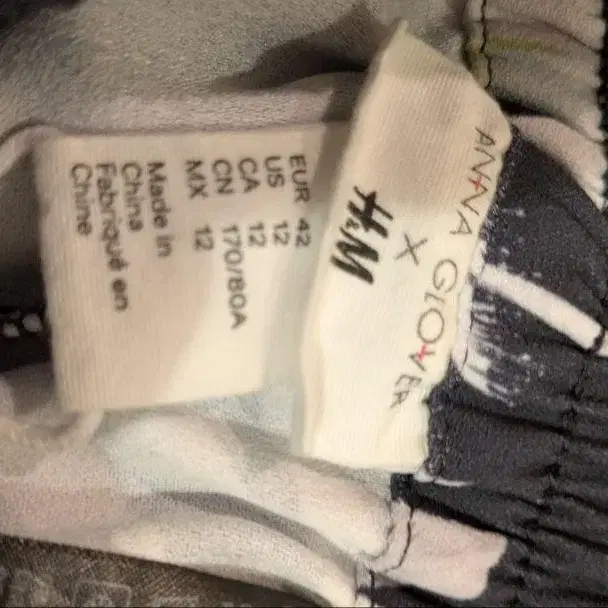 ANNA GLOVER
X
H&M
EUR 42
US 12
CA 12
CN 170/80A
MX 12
Made in
China
Fabriqué en
Chine